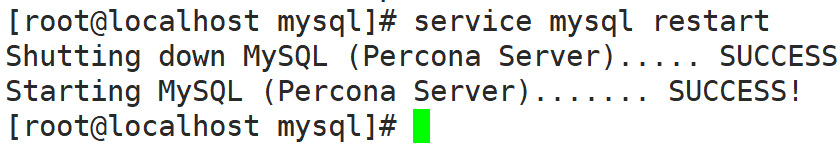 [root@localhost mysql]# service mysql restart
Shutting down MySQL (Percona Server)..... SUCCESS
Starting MySQL (Percona Server)....... SUCCESS!
[root@localhost mysql]#